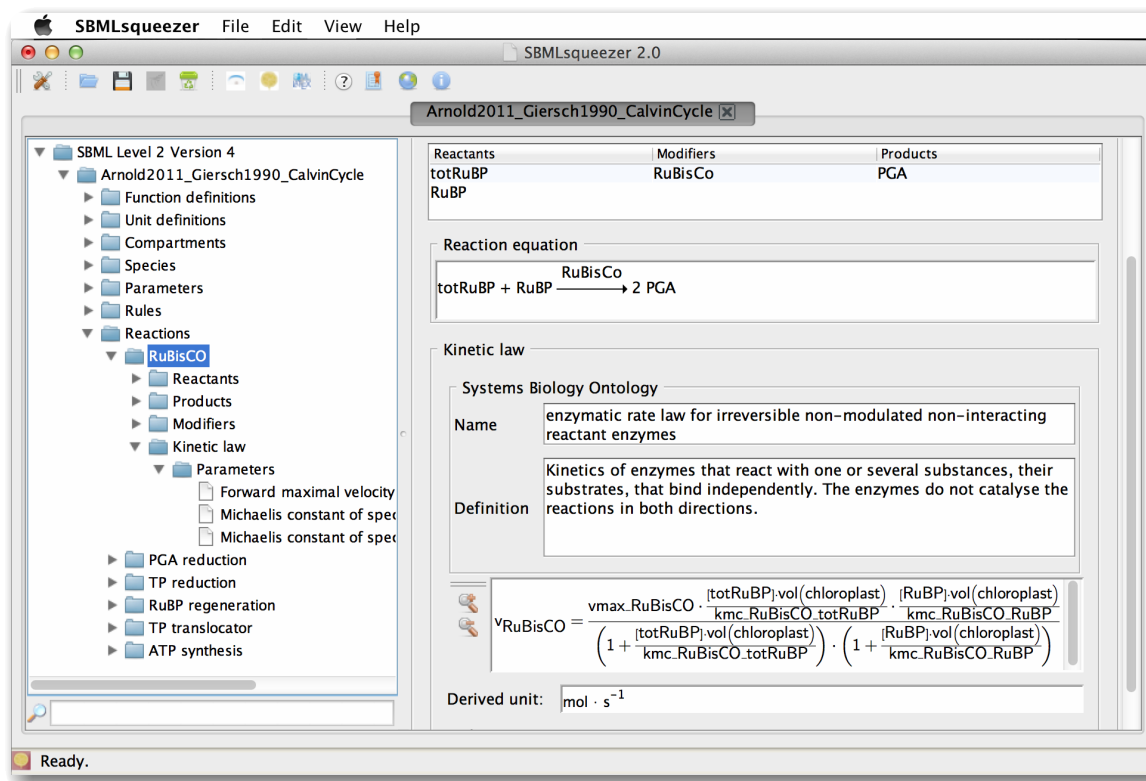 SBMLsqueezer File Edit View Help
SBMLsqueezer 2.0
Arnold2011_Giersch1990_CalvinCycle
SBML Level 2 Version 4
Arnold2011_Giersch1990_CalvinCycle
Function definitions
Unit definitions
Compartments
Species
Parameters
Rules
Reactions
RuBisCO
Reactants
Products
Modifiers
Kinetic law
Parameters
Forward maximal velocity
Michaelis constant of spec
Michaelis constant of spec
PGA reduction
TP reduction
RuBP regeneration
TP translocator
ATP synthesis
Reactants Modifiers Products
totRuBP RuBisCo PGA
RuBP
Reaction equation
RuBisCo
totRuBP + RuBP ⟶ 2 PGA
Kinetic law
Systems Biology Ontology
Name
enzymatic rate law for irreversible non-modulated non-interacting
reactant enzymes
Definition
Kinetics of enzymes that react with one or several substances, their
substrates, that bind independently. The enzymes do not catalyse the
reactions in both directions.
[totRuBP]·vol(chloroplast) [RuBP]·vol(chloroplast)
vmax_RuBisCO · ―――――― · ――――――
kmc_RuBisCO_totRuBP kmc_RuBisCO_RuBP
vRuBisCO =
[totRuBP]·vol(chloroplast) [RuBP]·vol(chloroplast)
(1 + ――――――) · (1 + ――――――)
kmc_RuBisCO_totRuBP kmc_RuBisCO_RuBP
Derived unit: mol · s⁻¹
Ready.